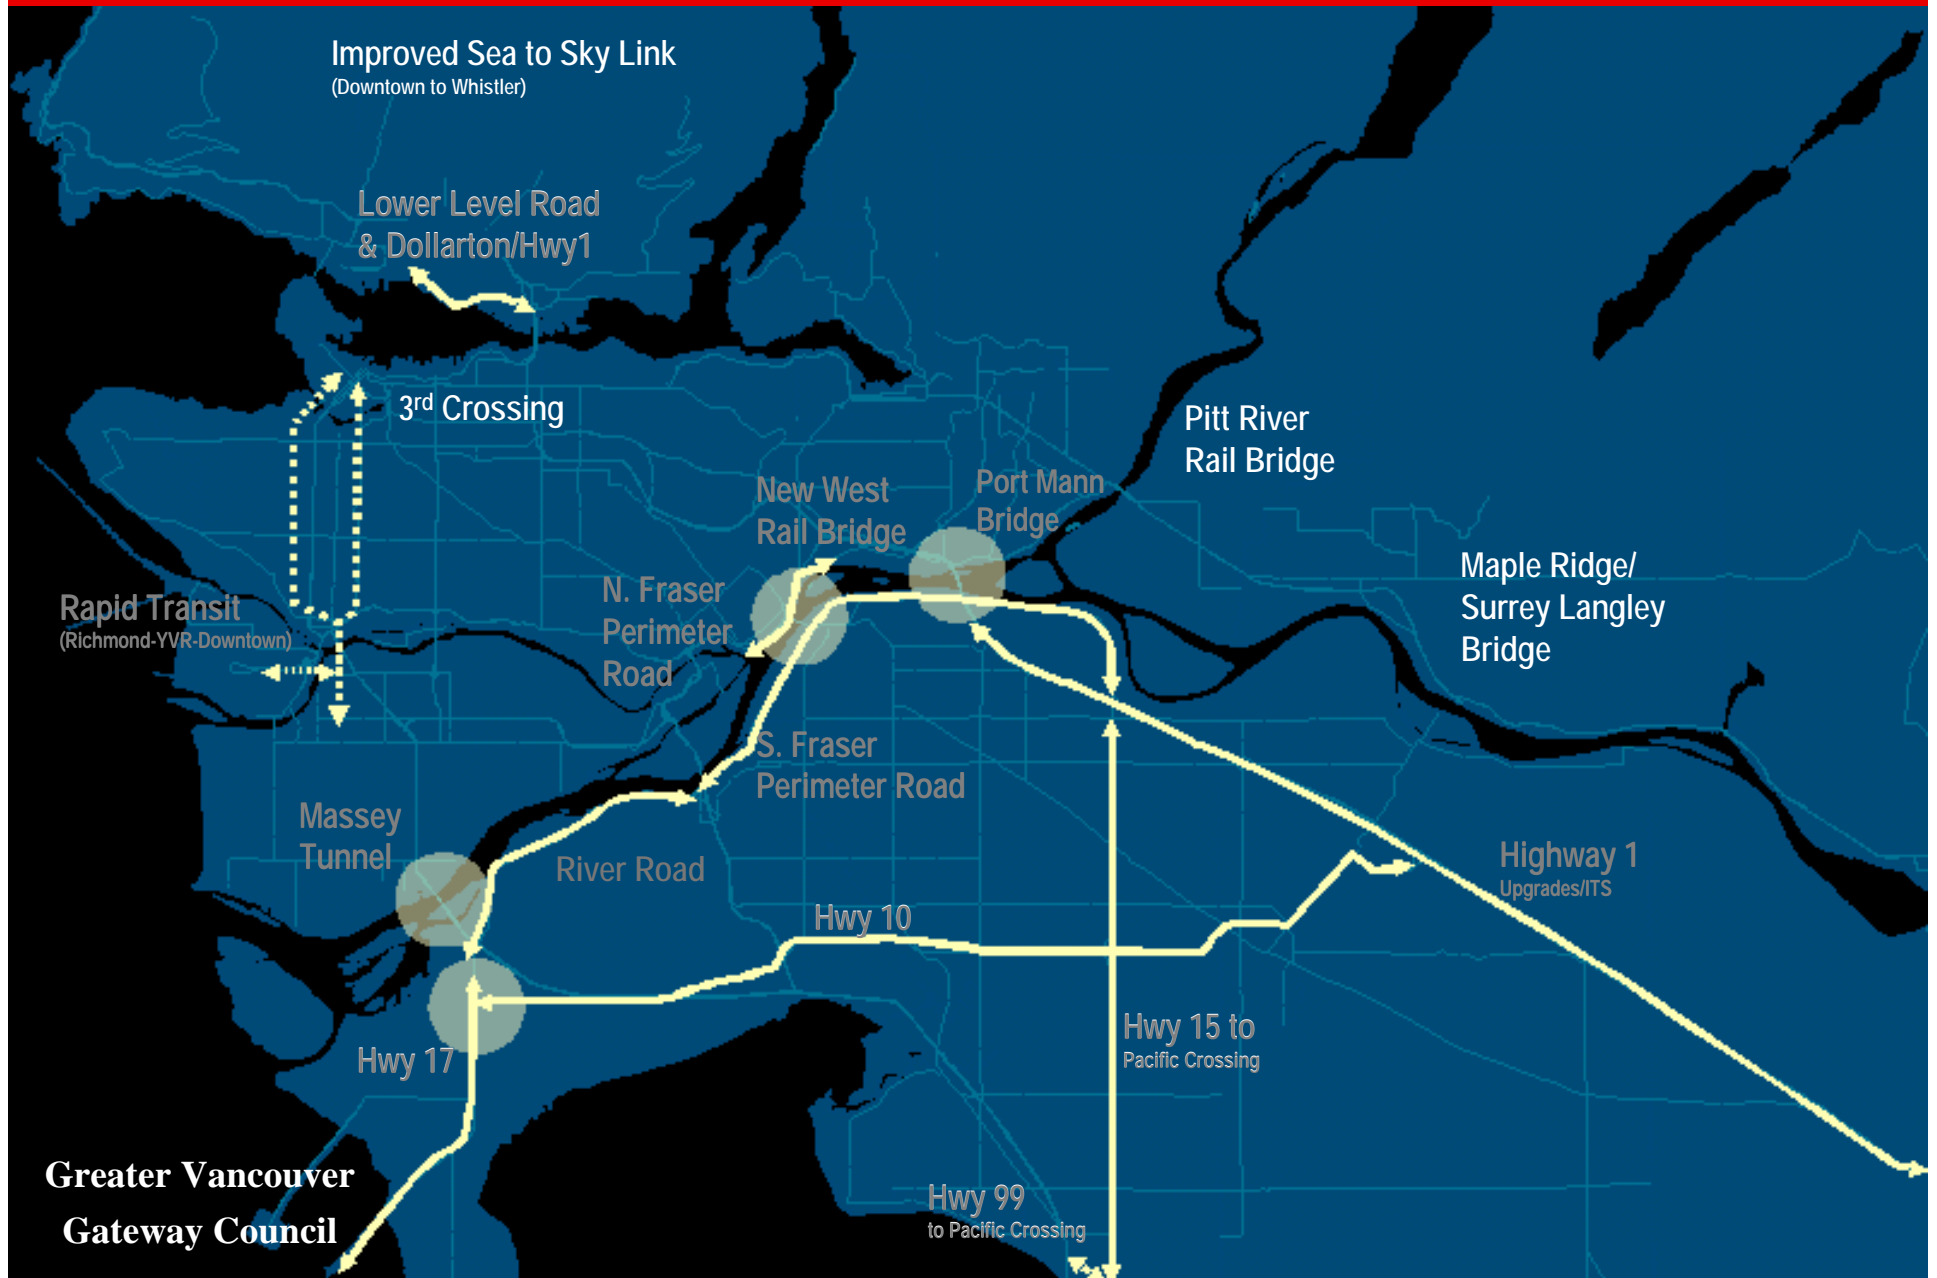 Improved Sea to Sky Link
(Downtown to Whistler)
Lower Level Road
& Dollarton/Hwy1
3rd Crossing
Pitt River
Rail Bridge
New West
Rail Bridge
Port Mann
Bridge
Maple Ridge/
Surrey Langley
Bridge
N. Fraser
Perimeter
Road
Rapid Transit
(Richmond-YVR-Downtown)
S. Fraser
Perimeter Road
Massey
Tunnel
River Road
Highway 1
Upgrades/ITS
Hwy 10
Hwy 15 to
Pacific Crossing
Hwy 17
Greater Vancouver
Gateway Council
Hwy 99
to Pacific Crossing